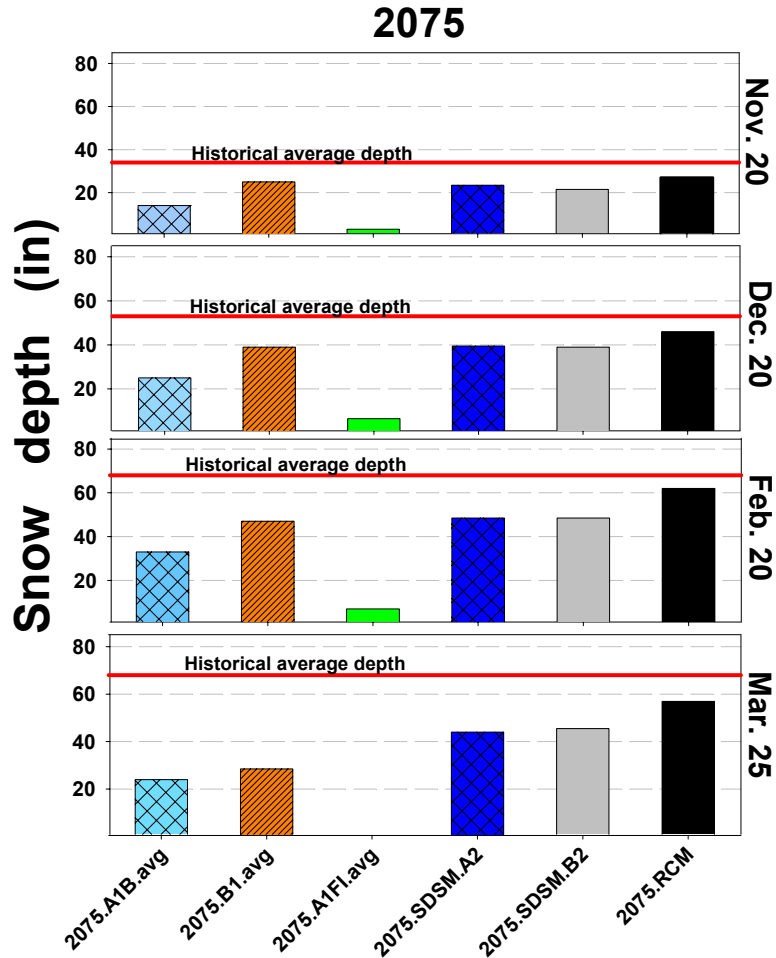 2075
Snow depth (in)
80
60
40
20
Historical average depth
Nov. 20
80
60
40
20
Historical average depth
Dec. 20
80
60
40
20
Historical average depth
Feb. 20
80
60
40
20
Historical average depth
Mar. 25
2075.A1B.avg
2075.B1.avg
2075.A1FI.avg
2075.SDSM.A2
2075.SDSM.B2
2075.RCM